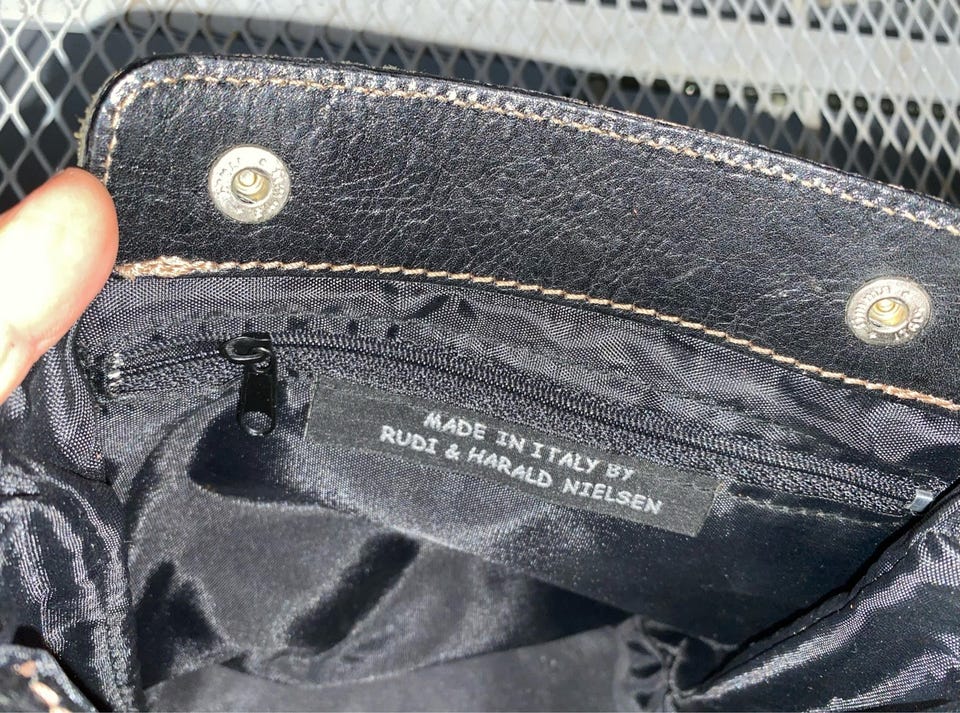 MADE IN ITALY BY
RUDI & HARALD NIELSEN